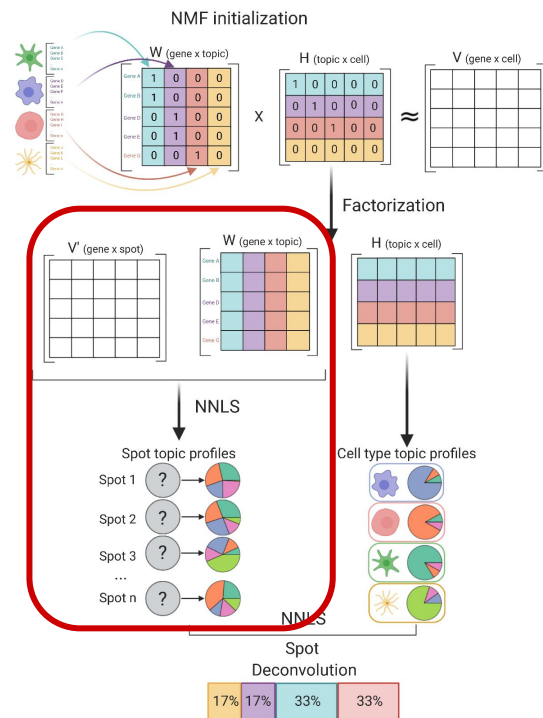 NMF initialization
W (gene x topic)
H (topic x cell)
V (gene x cell)
Gene A 1 0 0 0
Gene B 1 0 0 0
Gene D 0 1 0 0
Gene E 0 1 0 0
Gene G 0 0 1 0
X
1 0 0 0 0
0 1 0 0 0
0 0 1 0 0
0 0 0 0 0
≈
Factorization
V' (gene x spot)
W (gene x topic)
H (topic x cell)
Gene A
Gene B
Gene D
Gene E
Gene G
NNLS
Spot topic profiles
Cell type topic profiles
Spot 1 ?
Spot 2 ?
Spot 3 ?
...
Spot n ?
NNLS
Spot
Deconvolution
17% 17% 33% 33%